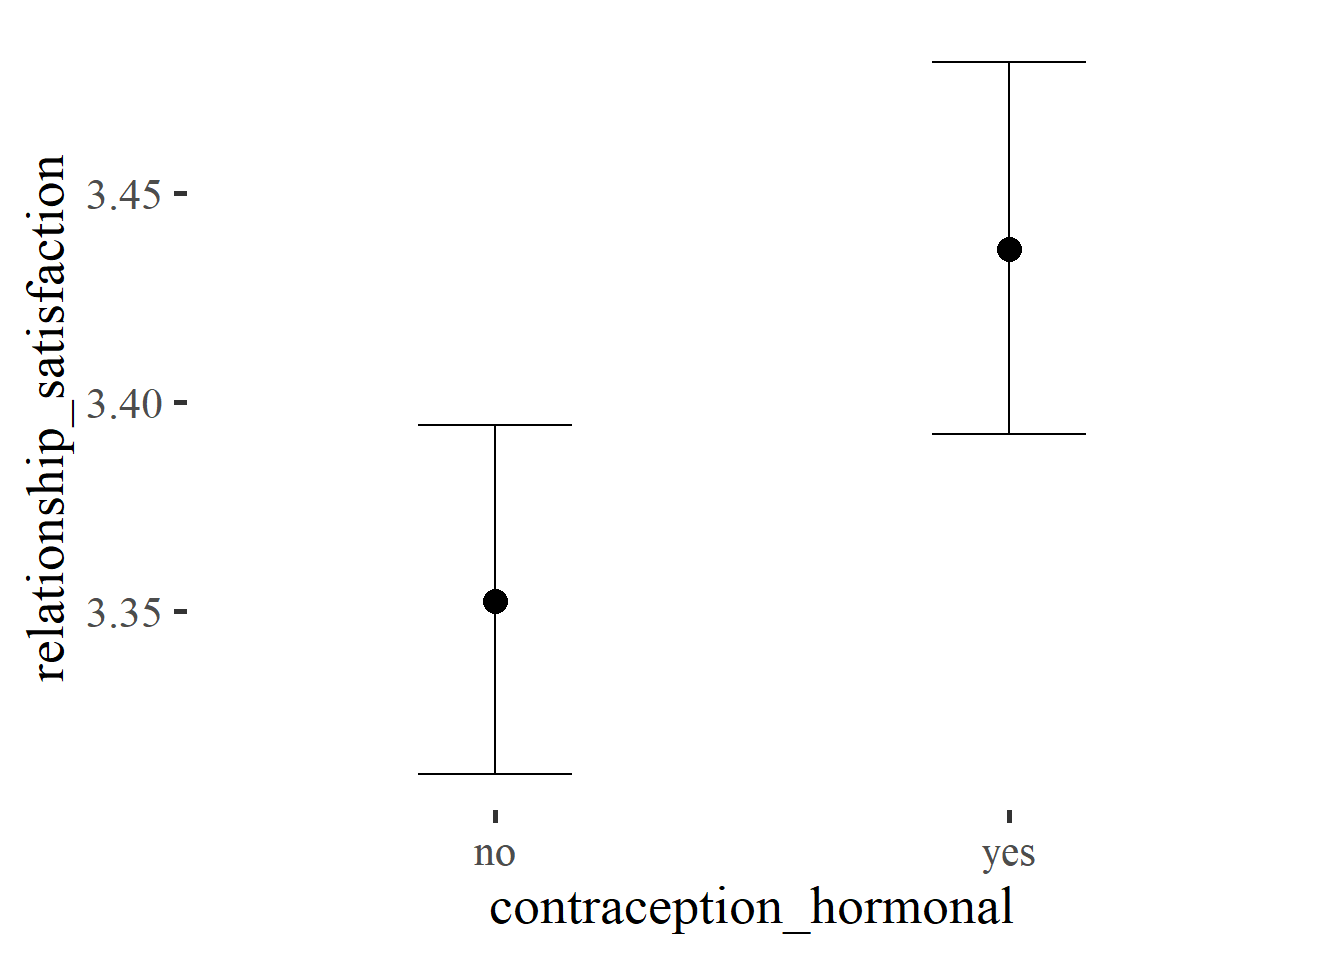 relationship_satisfaction
3.45
3.40
3.35
no
yes
contraception_hormonal